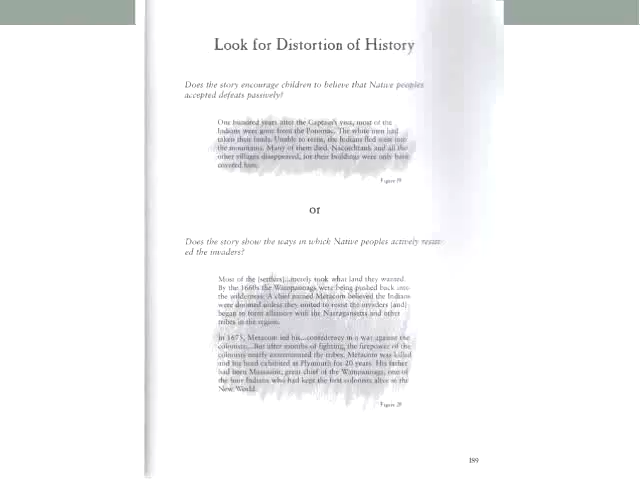 Look for Distortion of History
Does the story encourage children to believe that Native peoples
accepted defeats passively?
One hundred years after the Captain's visit, most of the
Indians were gone from the Potomac. The white men had
taken their lands. Unable to resist, the Indians fled west into
the mountains. Many of them died. Nacotchtank and all the
other villages disappeared, for their buildings were only bark
covered huts.
Figure 19
or
Does the story show the ways in which Native peoples actively resist-
ed the invaders?
Most of the [settlers]...merely took what land they wanted.
By the 1660s the Wampanoags were being pushed back into
the wilderness. A chief named Metacom believed the Indians
were doomed unless they united to resist the invaders [and]
began to form alliances with the Narragansetts and other
tribes in the region.
In 1675, Metacom led his...confederacy in a war against the
colonists....But after months of fighting, the firepower of the
colonists nearly exterminated the tribes. Metacom was killed
and his head exhibited at Plymouth for 20 years. His father
had been Massasoit, great chief of the Wampanoags, one of
the four Indians who had kept the first colonists alive in the
New World.
Figure 20
189